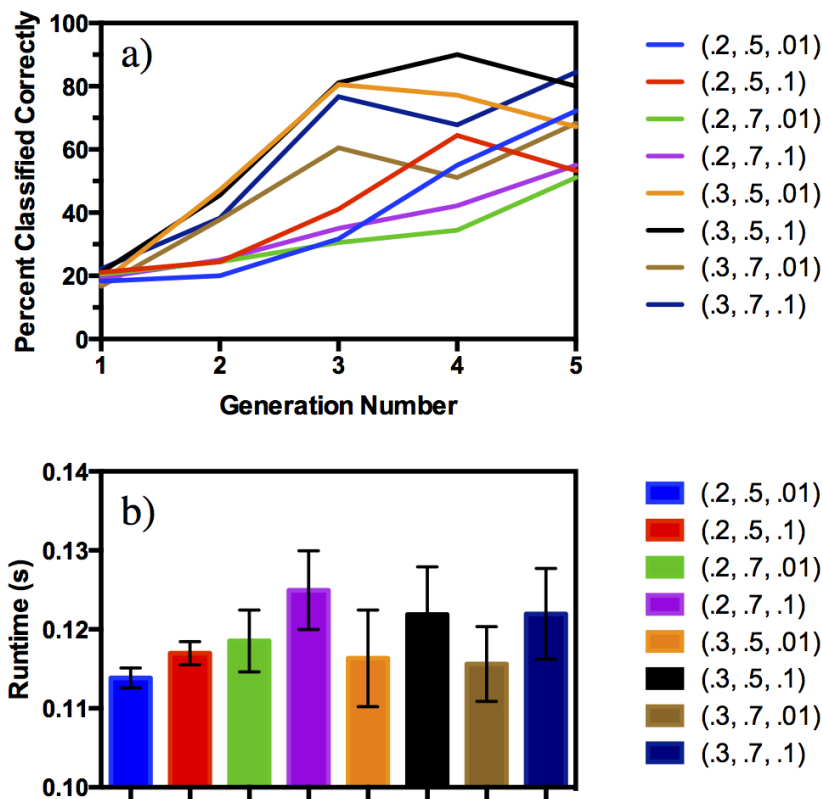 a)
Percent Classified Correctly
100
80
60
40
20
0
1 2 3 4 5
Generation Number
(.2, .5, .01)
(.2, .5, .1)
(.2, .7, .01)
(.2, .7, .1)
(.3, .5, .01)
(.3, .5, .1)
(.3, .7, .01)
(.3, .7, .1)
b)
Runtime (s)
0.14
0.13
0.12
0.11
0.10
(.2, .5, .01)
(.2, .5, .1)
(.2, .7, .01)
(.2, .7, .1)
(.3, .5, .01)
(.3, .5, .1)
(.3, .7, .01)
(.3, .7, .1)